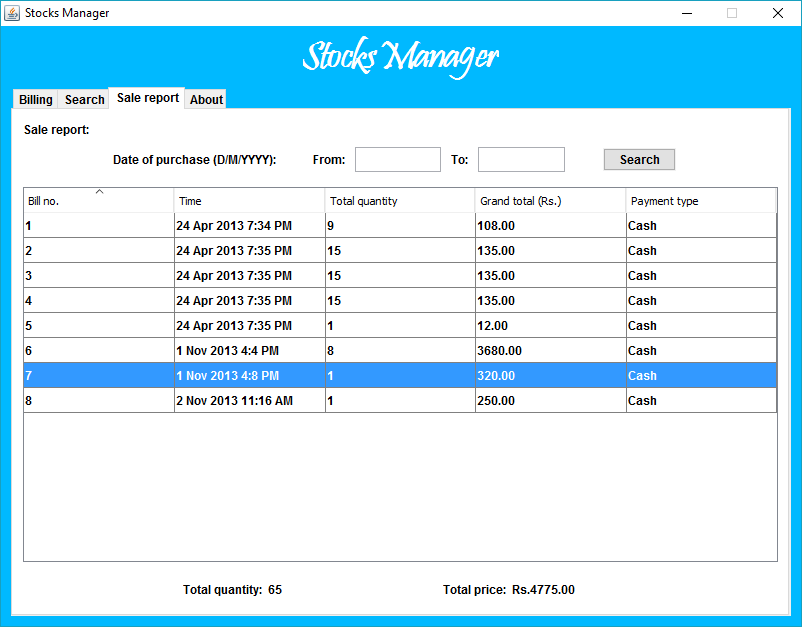 Stocks Manager
Stocks Manager
Billing Search Sale report About
Sale report:
Date of purchase (D/M/YYYY): From: To: Search
Bill no. Time Total quantity Grand total (Rs.) Payment type
1 24 Apr 2013 7:34 PM 9 108.00 Cash
2 24 Apr 2013 7:35 PM 15 135.00 Cash
3 24 Apr 2013 7:35 PM 15 135.00 Cash
4 24 Apr 2013 7:35 PM 15 135.00 Cash
5 24 Apr 2013 7:35 PM 1 12.00 Cash
6 1 Nov 2013 4:4 PM 8 3680.00 Cash
7 1 Nov 2013 4:8 PM 1 320.00 Cash
8 2 Nov 2013 11:16 AM 1 250.00 Cash
Total quantity: 65 Total price: Rs.4775.00